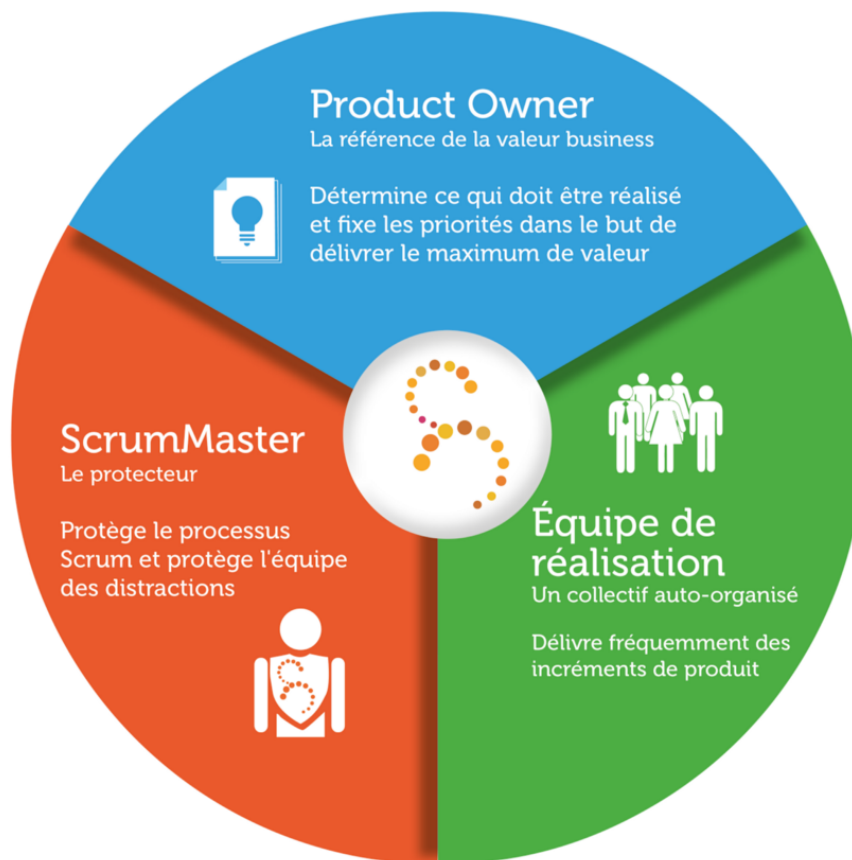 Product Owner
La référence de la valeur business
Détermine ce qui doit être réalisé
et fixe les priorités dans le but de
délivrer le maximum de valeur
ScrumMaster
Le protecteur
Protège le processus
Scrum et protège l'équipe
des distractions
Équipe de
réalisation
Un collectif auto-organisé
Délivre fréquemment des
incréments de produit